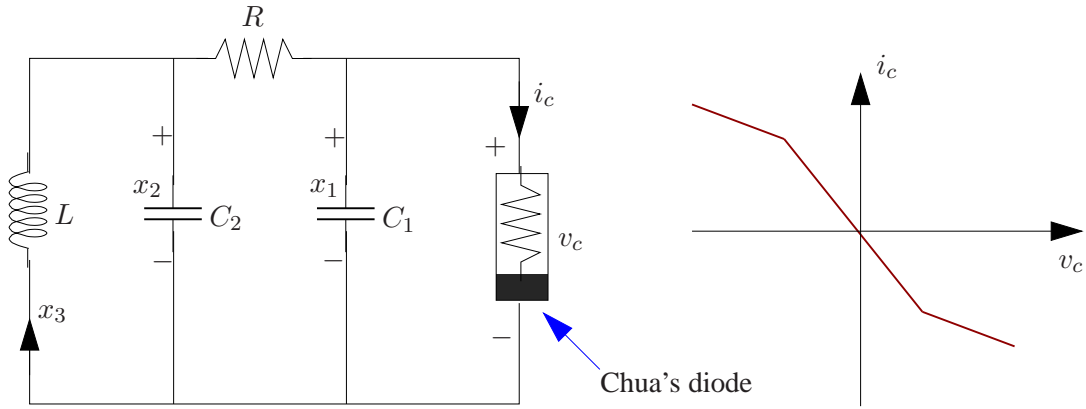 R
i_c
i_c
+
+
+
x_2
x_1
L
C_2
C_1
v_c
v_c
−
−
x_3
−
Chua's diode